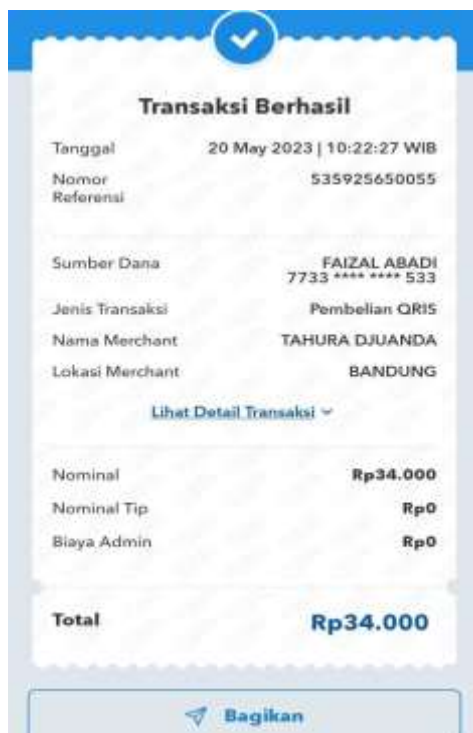 Transaksi Berhasil
Tanggal 20 May 2023 | 10:22:27 WIB
Nomor Referensi 535925650055
Sumber Dana FAIZAL ABADI
7733 **** **** 533
Jenis Transaksi Pembelian QRIS
Nama Merchant TAHURA DJUANDA
Lokasi Merchant BANDUNG
Lihat Detail Transaksi
Nominal Rp34.000
Nominal Tip Rp0
Biaya Admin Rp0
Total Rp34.000
Bagikan